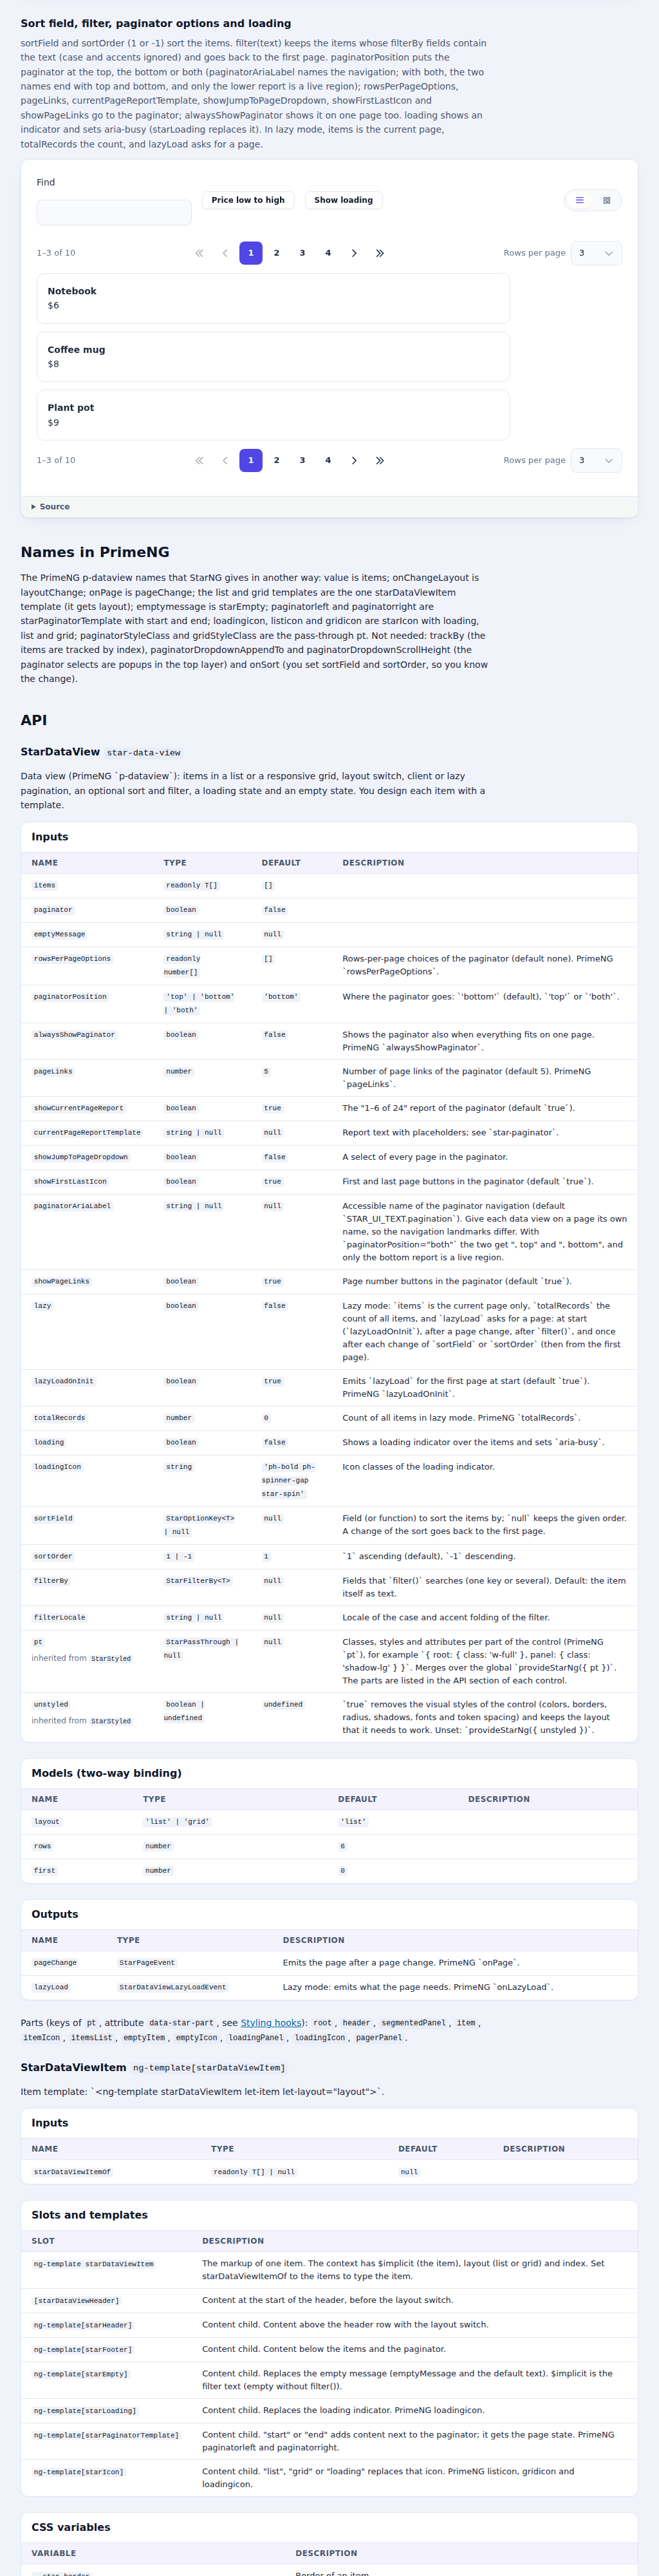 Sort field, filter, paginator options and loading
sortField and sortOrder (1 or -1) sort the items. filter(text) keeps the items whose filterBy fields contain
the text (case and accents ignored) and goes back to the first page. paginatorPosition puts the
paginator at the top, the bottom or both (paginatorAriaLabel names the navigation; with both, the two
names end with top and bottom, and only the lower report is a live region); rowsPerPageOptions,
pageLinks, currentPageReportTemplate, showJumpToPageDropdown, showFirstLastIcon and
showPageLinks go to the paginator; alwaysShowPaginator shows it on one page too. loading shows an
indicator and sets aria-busy (starLoading replaces it). In lazy mode, items is the current page,
totalRecords the count, and lazyLoad asks for a page.
Find
Price low to high
Show loading
1–3 of 10
1 2 3 4
Rows per page 3
Notebook
$6
Coffee mug
$8
Plant pot
$9
1–3 of 10
1 2 3 4
Rows per page 3
Source
Names in PrimeNG
The PrimeNG p-dataview names that StarNG gives in another way: value is items; onChangeLayout is
layoutChange; onPage is pageChange; the list and grid templates are the one starDataViewItem
template (it gets layout); emptymessage is starEmpty; paginatorleft and paginatorright are
starPaginatorTemplate with start and end; loadingicon, listicon and gridicon are starIcon with loading,
list and grid; paginatorStyleClass and gridStyleClass are the pass-through pt. Not needed: trackBy (the
items are tracked by index), paginatorDropdownAppendTo and paginatorDropdownScrollHeight (the
paginator selects are popups in the top layer) and onSort (you set sortField and sortOrder, so you know
the change).
API
StarDataView star-data-view
Data view (PrimeNG `p-dataview`): items in a list or a responsive grid, layout switch, client or lazy
pagination, an optional sort and filter, a loading state and an empty state. You design each item with a
template.
Inputs
NAME TYPE DEFAULT DESCRIPTION
items readonly T[] []
paginator boolean false
emptyMessage string | null null
rowsPerPageOptions readonly number[] [] Rows-per-page choices of the paginator (default none). PrimeNG
`rowsPerPageOptions`.
paginatorPosition 'top' | 'bottom' | 'both' 'bottom' Where the paginator goes: `'bottom'` (default), `'top'` or `'both'`.
alwaysShowPaginator boolean false Shows the paginator also when everything fits on one page.
PrimeNG `alwaysShowPaginator`.
pageLinks number 5 Number of page links of the paginator (default 5). PrimeNG
`pageLinks`.
showCurrentPageReport boolean true The "1–6 of 24" report of the paginator (default `true`).
currentPageReportTemplate string | null null Report text with placeholders; see `star-paginator`.
showJumpToPageDropdown boolean false A select of every page in the paginator.
showFirstLastIcon boolean true First and last page buttons in the paginator (default `true`).
paginatorAriaLabel string | null null Accessible name of the paginator navigation (default
`STAR_UI_TEXT.pagination`). Give each data view on a page its own
name, so the navigation landmarks differ. With
`paginatorPosition="both"` the two get ", top" and ", bottom", and
only the bottom report is a live region.
showPageLinks boolean true Page number buttons in the paginator (default `true`).
lazy boolean false Lazy mode: `items` is the current page only, `totalRecords` the
count of all items, and `lazyLoad` asks for a page: at start
(`lazyLoadOnInit`), after a page change, after `filter()`, and once
after each change of `sortField` or `sortOrder` (then from the first
page).
lazyLoadOnInit boolean true Emits `lazyLoad` for the first page at start (default `true`).
PrimeNG `lazyLoadOnInit`.
totalRecords number 0 Count of all items in lazy mode. PrimeNG `totalRecords`.
loading boolean false Shows a loading indicator over the items and sets `aria-busy`.
loadingIcon string 'ph-bold ph-spinner-gap star-spin' Icon classes of the loading indicator.
sortField StarOptionKey<T> | null null Field (or function) to sort the items by; `null` keeps the given order.
A change of the sort goes back to the first page.
sortOrder 1 | -1 1 `1` ascending (default), `-1` descending.
filterBy StarFilterBy<T> null Fields that `filter()` searches (one key or several). Default: the item
itself as text.
filterLocale string | null null Locale of the case and accent folding of the filter.
pt inherited from StarStyled StarPassThrough | null null Classes, styles and attributes per part of the control (PrimeNG
`pt`), for example `{ root: { class: 'w-full' }, panel: { class:
'shadow-lg' } }`. Merges over the global `provideStarNg({ pt })`.
The parts are listed in the API section of each control.
unstyled inherited from StarStyled boolean | undefined undefined `true` removes the visual styles of the control (colors, borders,
radius, shadows, fonts and token spacing) and keeps the layout
that it needs to work. Unset: `provideStarNg({ unstyled })`.
Models (two-way binding)
NAME TYPE DEFAULT DESCRIPTION
layout 'list' | 'grid' 'list'
rows number 6
first number 0
Outputs
NAME TYPE DESCRIPTION
pageChange StarPageEvent Emits the page after a page change. PrimeNG `onPage`.
lazyLoad StarDataViewLazyLoadEvent Lazy mode: emits what the page needs. PrimeNG `onLazyLoad`.
Parts (keys of pt, attribute data-star-part, see Styling hooks): root, header, segmentedPanel, item,
itemIcon, itemsList, emptyItem, emptyIcon, loadingPanel, loadingIcon, pagerPanel.
StarDataViewItem ng-template[starDataViewItem]
Item template: `<ng-template starDataViewItem let-item let-layout="layout">`.
Inputs
NAME TYPE DEFAULT DESCRIPTION
starDataViewItemOf readonly T[] | null null
Slots and templates
SLOT DESCRIPTION
ng-template starDataViewItem The markup of one item. The context has $implicit (the item), layout (list or grid) and index. Set
starDataViewItemOf to the items to type the item.
[starDataViewHeader] Content at the start of the header, before the layout switch.
ng-template[starHeader] Content child. Content above the header row with the layout switch.
ng-template[starFooter] Content child. Content below the items and the paginator.
ng-template[starEmpty] Content child. Replaces the empty message (emptyMessage and the default text). $implicit is the
filter text (empty without filter()).
ng-template[starLoading] Content child. Replaces the loading indicator. PrimeNG loadingicon.
ng-template[starPaginatorTemplate] Content child. "start" or "end" adds content next to the paginator; it gets the page state. PrimeNG
paginatorleft and paginatorright.
ng-template[starIcon] Content child. "list", "grid" or "loading" replaces that icon. PrimeNG listicon, gridicon and
loadingicon.
CSS variables
VARIABLE DESCRIPTION